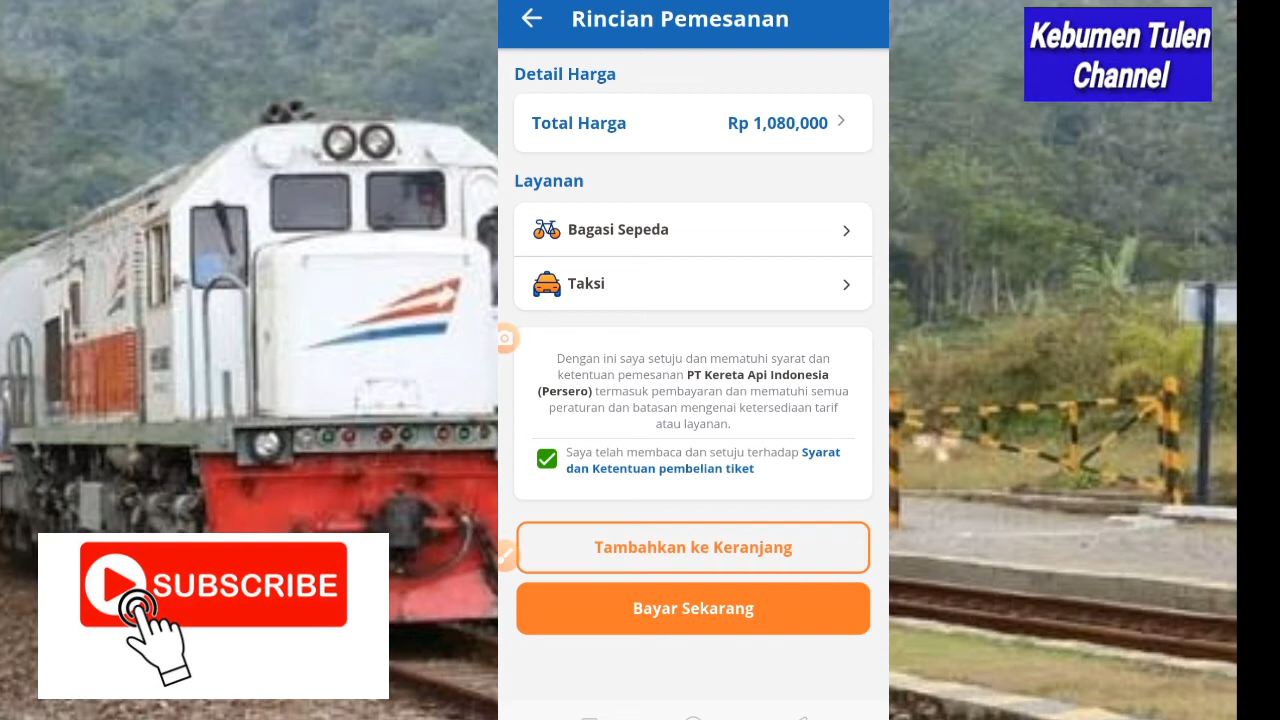 Rincian Pemesanan
Kebumen Tulen
Channel
Detail Harga
Total Harga Rp 1,080,000
Layanan
Bagasi Sepeda
Taksi
Dengan ini saya setuju dan mematuhi syarat dan
ketentuan pemesanan PT Kereta Api Indonesia
(Persero) termasuk pembayaran dan mematuhi semua
peraturan dan batasan mengenai ketersediaan tarif
atau layanan.
Saya telah membaca dan setuju terhadap Syarat
dan Ketentuan pembelian tiket
Tambahkan ke Keranjang
Bayar Sekarang
SUBSCRIBE